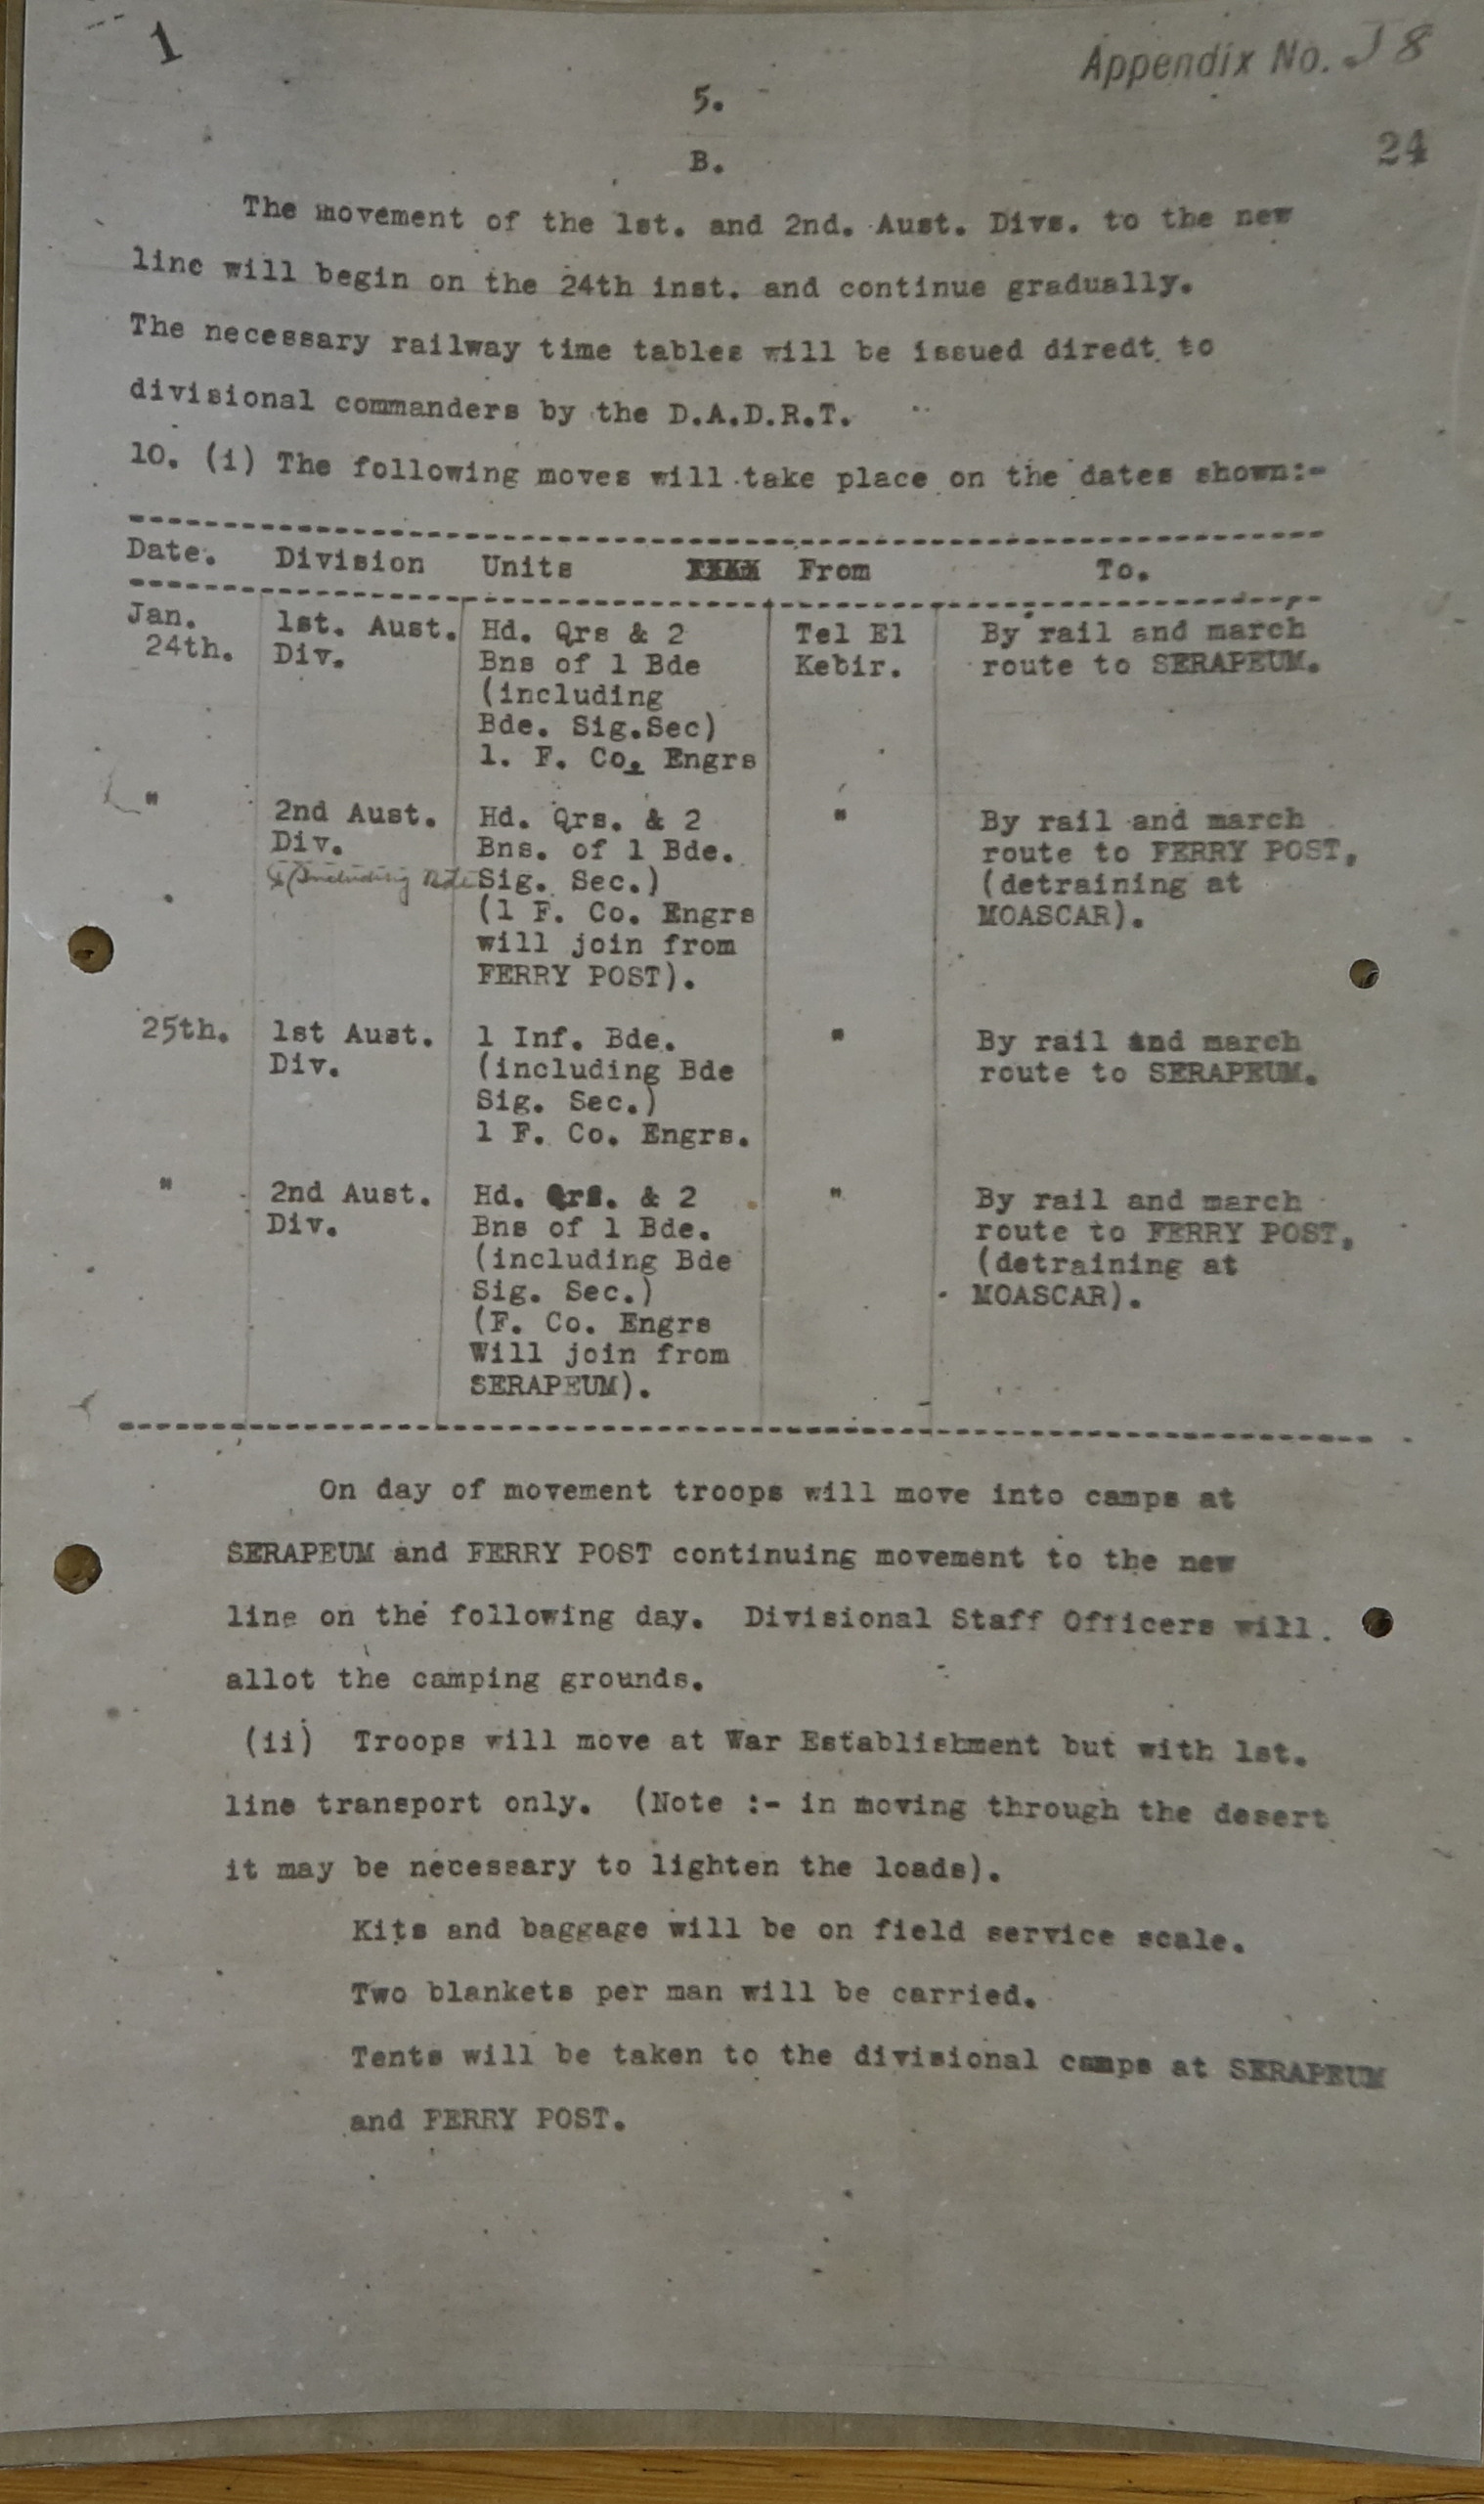 1
Appendix No. J 8
5.
24
B.
The movement of the 1st. and 2nd. Aust. Divs. to the new
line will begin on the 24th inst. and continue gradually.
The necessary railway time tables will be issued diredt to
divisional commanders by the D.A.D.R.T.
10. (i) The following moves will take place on the dates shown:-
Date. Division Units From To.
Jan. 1st. Aust. Hd. Qrs & 2 Tel El By rail and march
24th. Div. Bns of 1 Bde Kebir. route to SERAPEUM.
(including
Bde. Sig.Sec)
1. F. Co. Engrs
" 2nd Aust. Hd. Qrs. & 2 " By rail and march
Div. Bns. of 1 Bde. route to FERRY POST,
(including Bde Sig. Sec.) (detraining at
(1 F. Co. Engrs MOASCAR).
will join from
FERRY POST).
25th. 1st Aust. 1 Inf. Bde. " By rail and march
Div. (including Bde route to SERAPEUM.
Sig. Sec.)
1 F. Co. Engrs.
" 2nd Aust. Hd. Qrs. & 2 " By rail and march
Div. Bns of 1 Bde. route to FERRY POST,
(including Bde (detraining at
Sig. Sec.) MOASCAR).
(F. Co. Engrs
Will join from
SERAPEUM).
On day of movement troops will move into camps at
SERAPEUM and FERRY POST continuing movement to the new
line on the following day. Divisional Staff Officers will
allot the camping grounds.
(ii) Troops will move at War Establishment but with 1st.
line transport only. (Note :- in moving through the desert
it may be necessary to lighten the loads).
Kits and baggage will be on field service scale.
Two blankets per man will be carried.
Tents will be taken to the divisional camps at SERAPEUM
and FERRY POST.